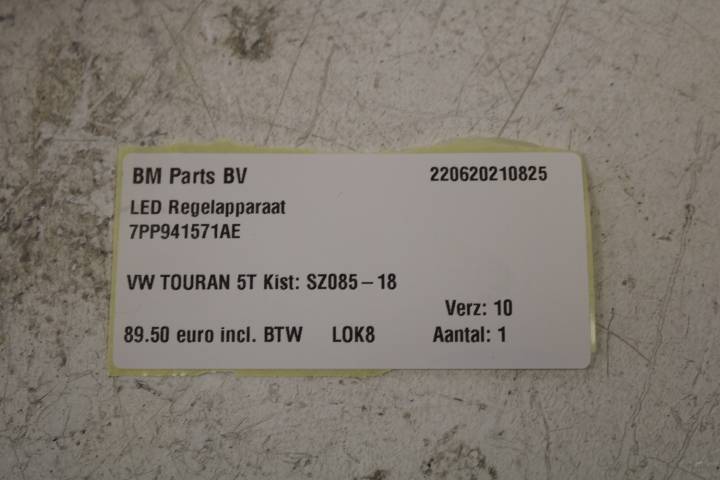 BM Parts BV 220620210825
LED Regelapparaat
7PP941571AE
VW TOURAN 5T Kist: SZ085-18
Verz: 10
89.50 euro incl. BTW LOK8 Aantal: 1